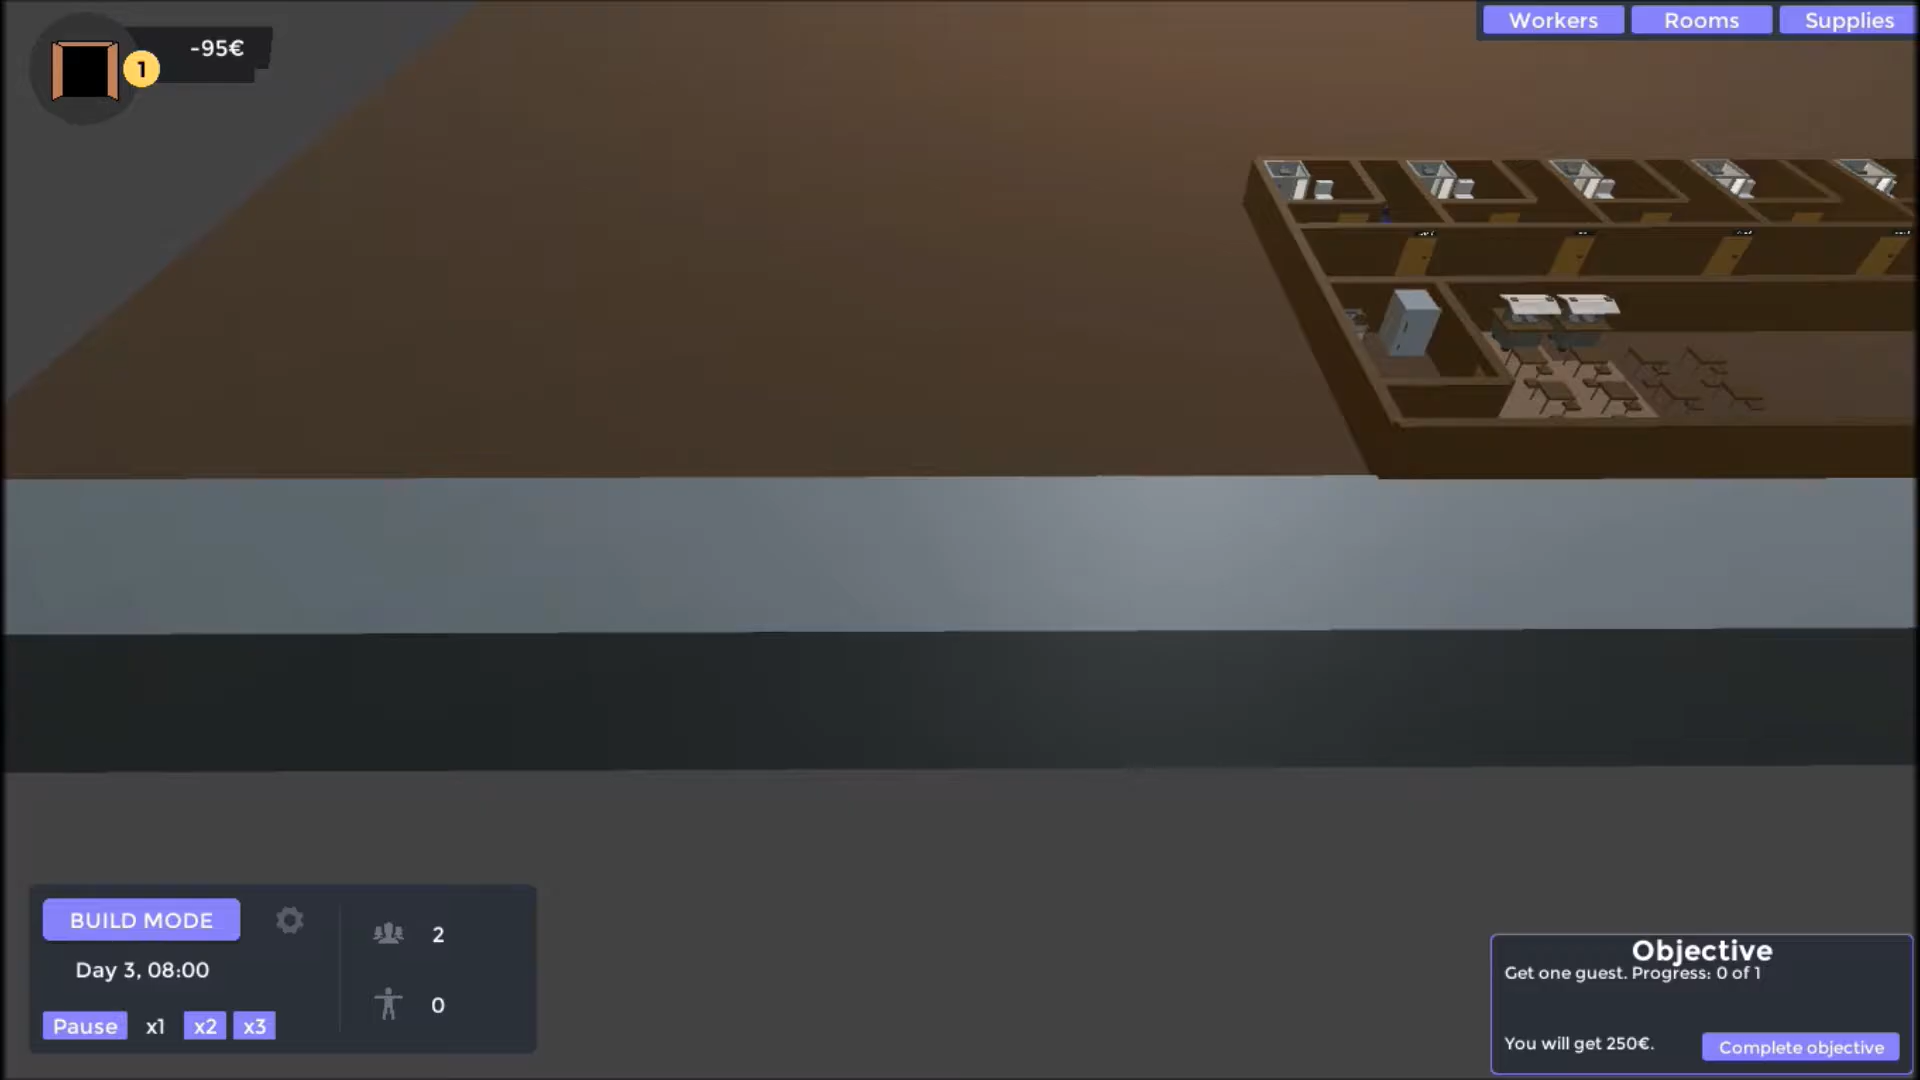 -95€
1
Workers
Rooms
Supplies
BUILD MODE
2
Day 3, 08:00
0
Pause
x1
x2
x3
Objective
Get one guest. Progress: 0 of 1
You will get 250€.
Complete objective